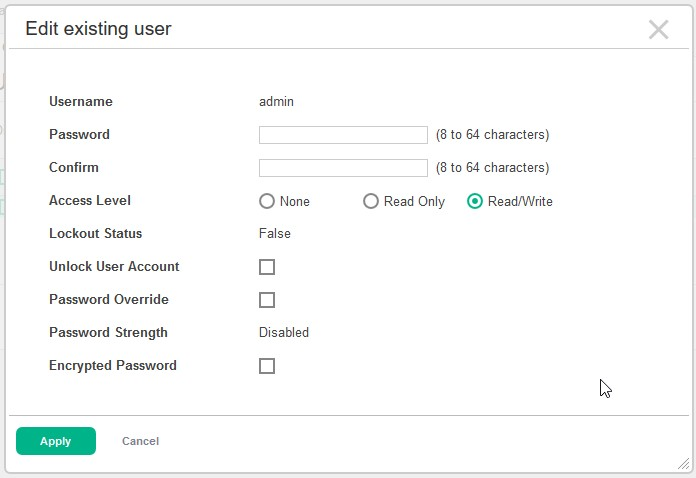 Edit existing user
Username admin
Password (8 to 64 characters)
Confirm (8 to 64 characters)
Access Level None Read Only Read/Write
Lockout Status False
Unlock User Account
Password Override
Password Strength Disabled
Encrypted Password
Apply Cancel